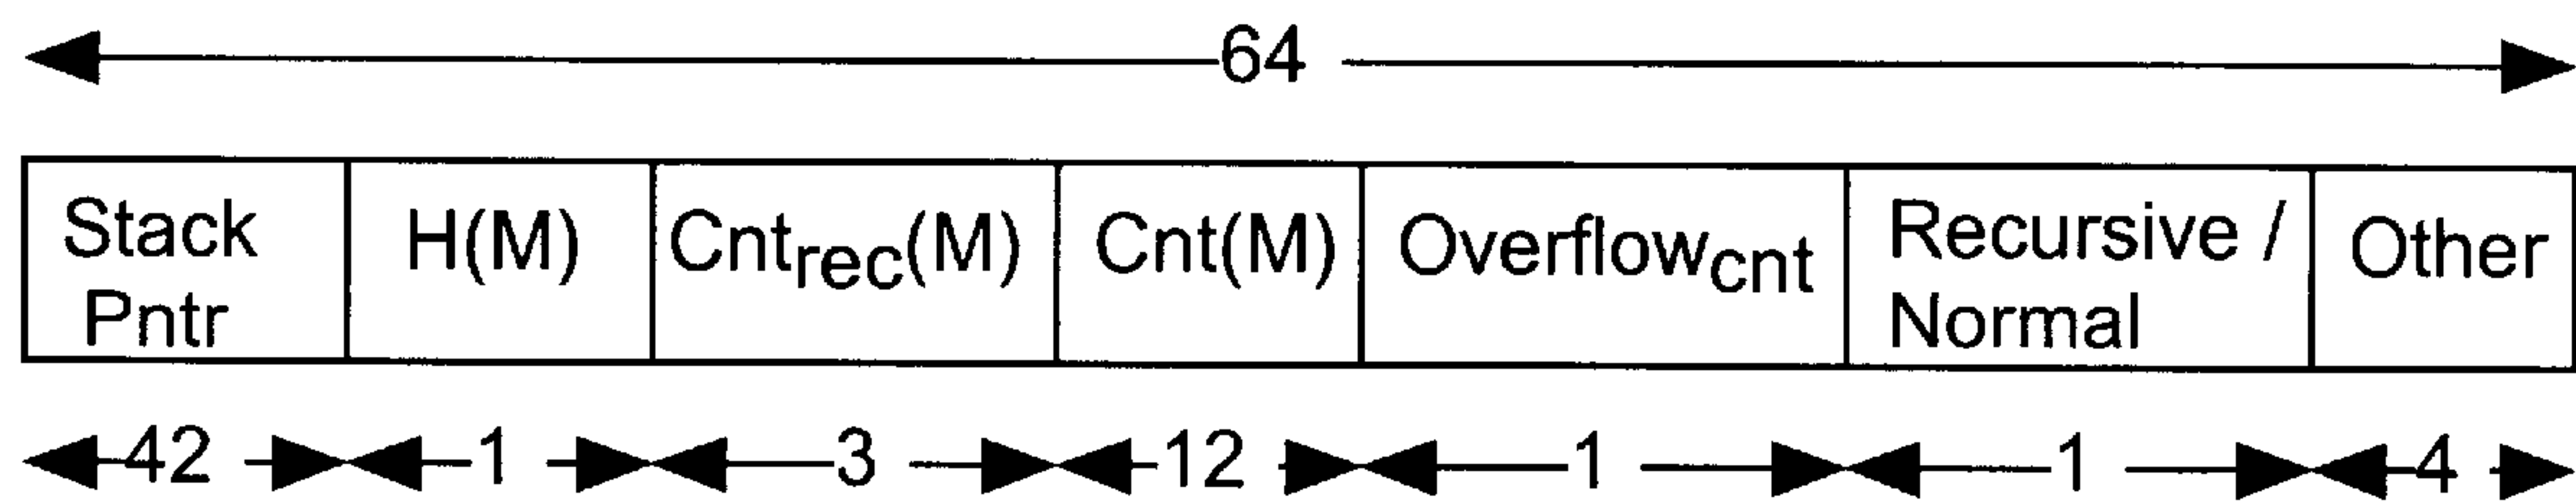 64
Stack Pntr H(M) Cntrec(M) Cnt(M) Overflowcnt Recursive / Normal Other
42 1 3 12 1 1 4